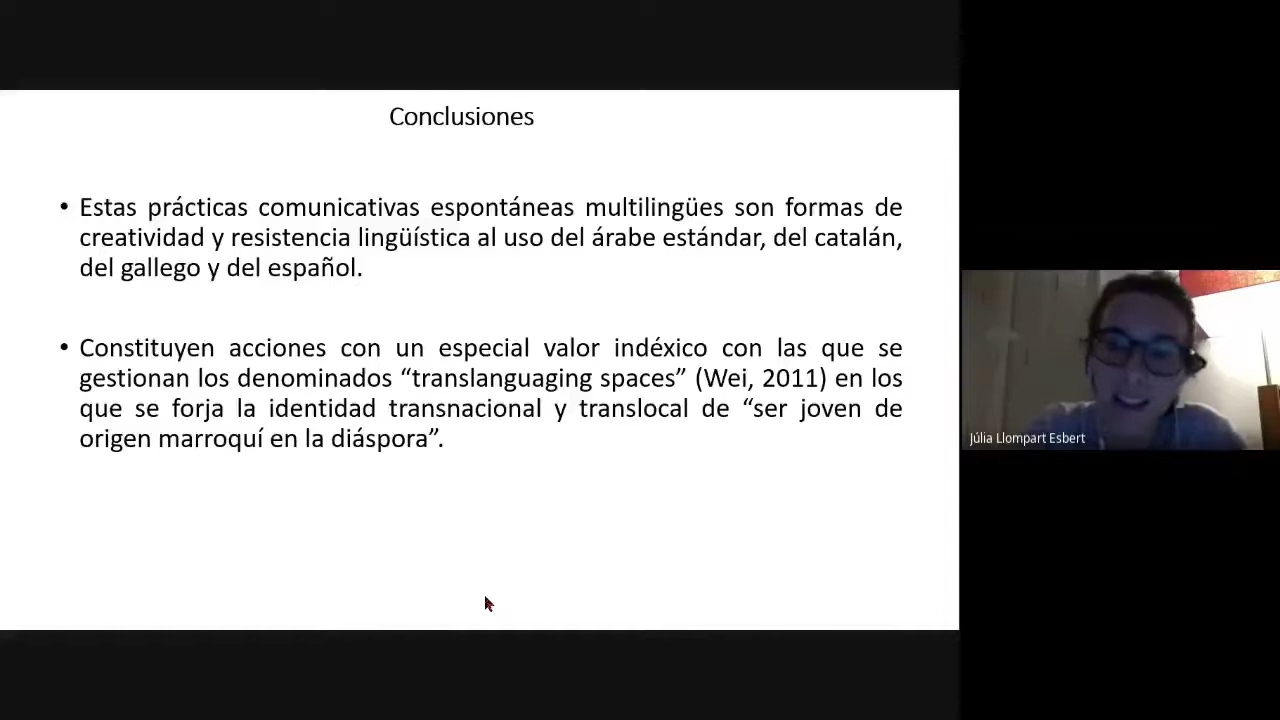 Conclusiones
• Estas prácticas comunicativas espontáneas multilingües son formas de
creatividad y resistencia lingüística al uso del árabe estándar, del catalán,
del gallego y del español.
• Constituyen acciones con un especial valor indéxico con las que se
gestionan los denominados “translanguaging spaces” (Wei, 2011) en los
que se forja la identidad transnacional y translocal de “ser joven de
origen marroquí en la diáspora”.
Júlia Llompart Esbert